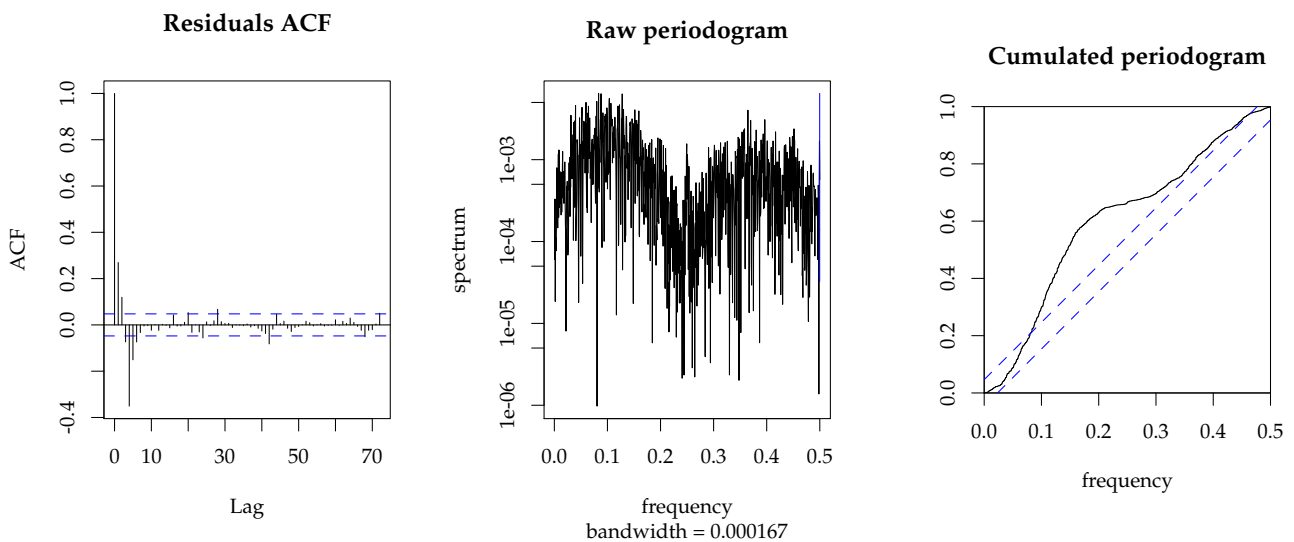 Residuals ACF
ACF
1.0
0.8
0.6
0.4
0.2
0.0
-0.4
0 10 30 50 70
Lag
Raw periodogram
spectrum
1e-03
1e-04
1e-05
1e-06
0.0 0.1 0.2 0.3 0.4 0.5
frequency
bandwidth = 0.000167
Cumulated periodogram
1.0
0.8
0.6
0.4
0.2
0.0
0.0 0.1 0.2 0.3 0.4 0.5
frequency